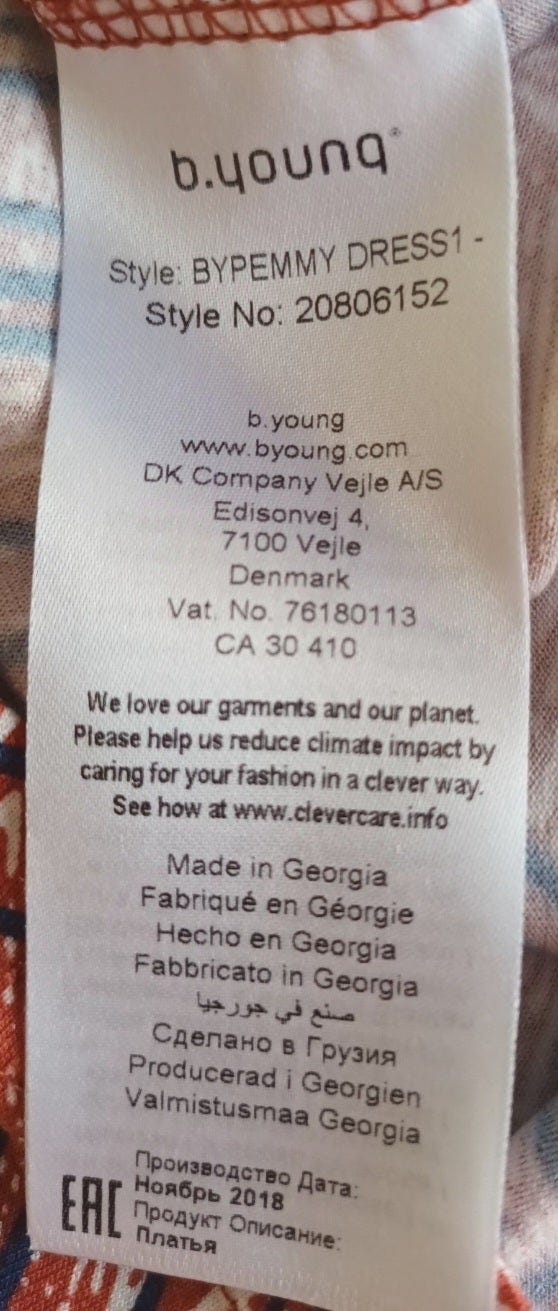 b.young®
Style: BYPEMMY DRESS1 -
Style No: 20806152
b.young
www.byoung.com
DK Company Vejle A/S
Edisonvej 4,
7100 Vejle
Denmark
Vat. No. 76180113
CA 30 410
We love our garments and our planet.
Please help us reduce climate impact by
caring for your fashion in a clever way.
See how at www.clevercare.info
Made in Georgia
Fabriqué en Géorgie
Hecho en Georgia
Fabbricato in Georgia
صنع في جورجيا
Сделано в Грузия
Producerad i Georgien
Valmistusmaa Georgia
Производство Дата:
Ноябрь 2018
Продукт Описание:
Платья
EAC